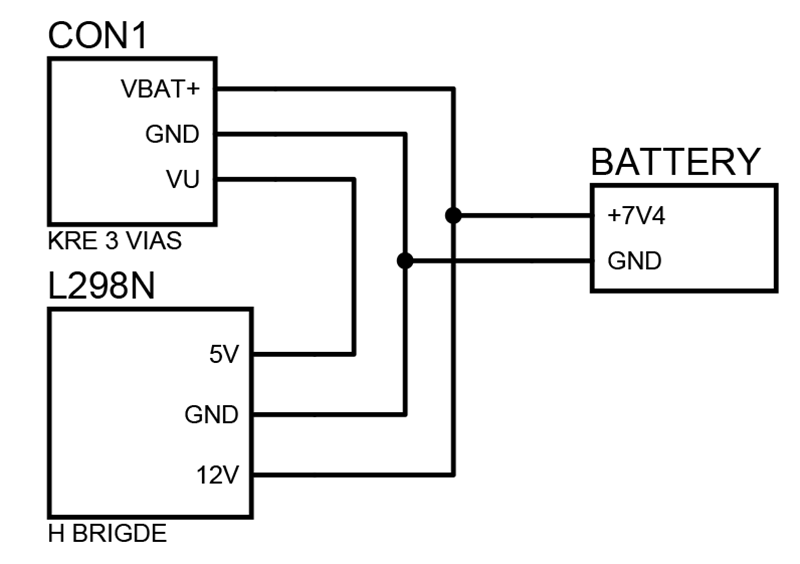 CON1
VBAT+
GND
VU
KRE 3 VIAS
BATTERY
+7V4
GND
L298N
5V
GND
12V
H BRIGDE